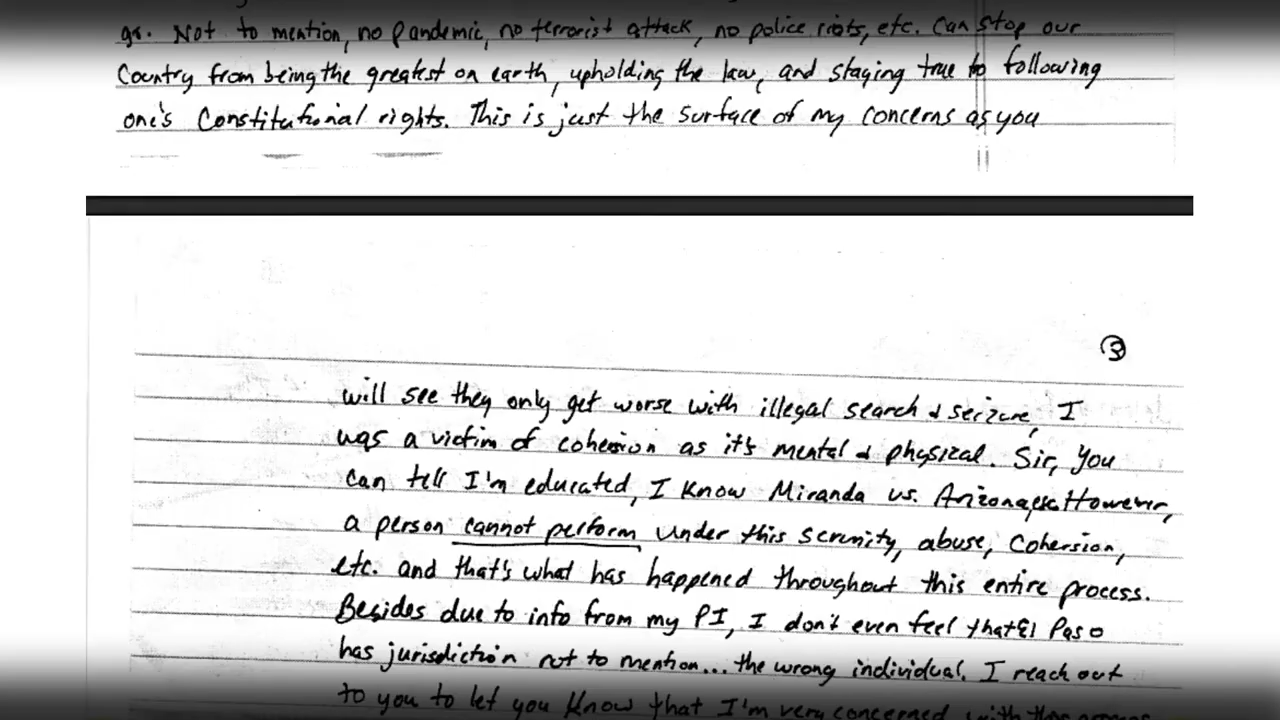 gr. Not to mention, no pandemic, no terrorist attack, no police riots, etc. Can stop our
Country from being the greatest on earth, upholding the law, and staying true to following
one's Constitutional rights. This is just the surface of my concerns as you
3
will see they only get worse with illegal search & seizure, I
was a victim of cohersion as it's mental & physical. Sir, you
can tell I'm educated, I know Miranda vs. Arizona, However,
a person cannot perform under this serenity, abuse, Cohersion,
etc. and that's what has happened throughout this entire process.
Besides due to info from my PI, I don't even feel that El Paso
has jurisdiction not to mention... the wrong individual. I reach out
to you to let you know that I'm very concerned with this process